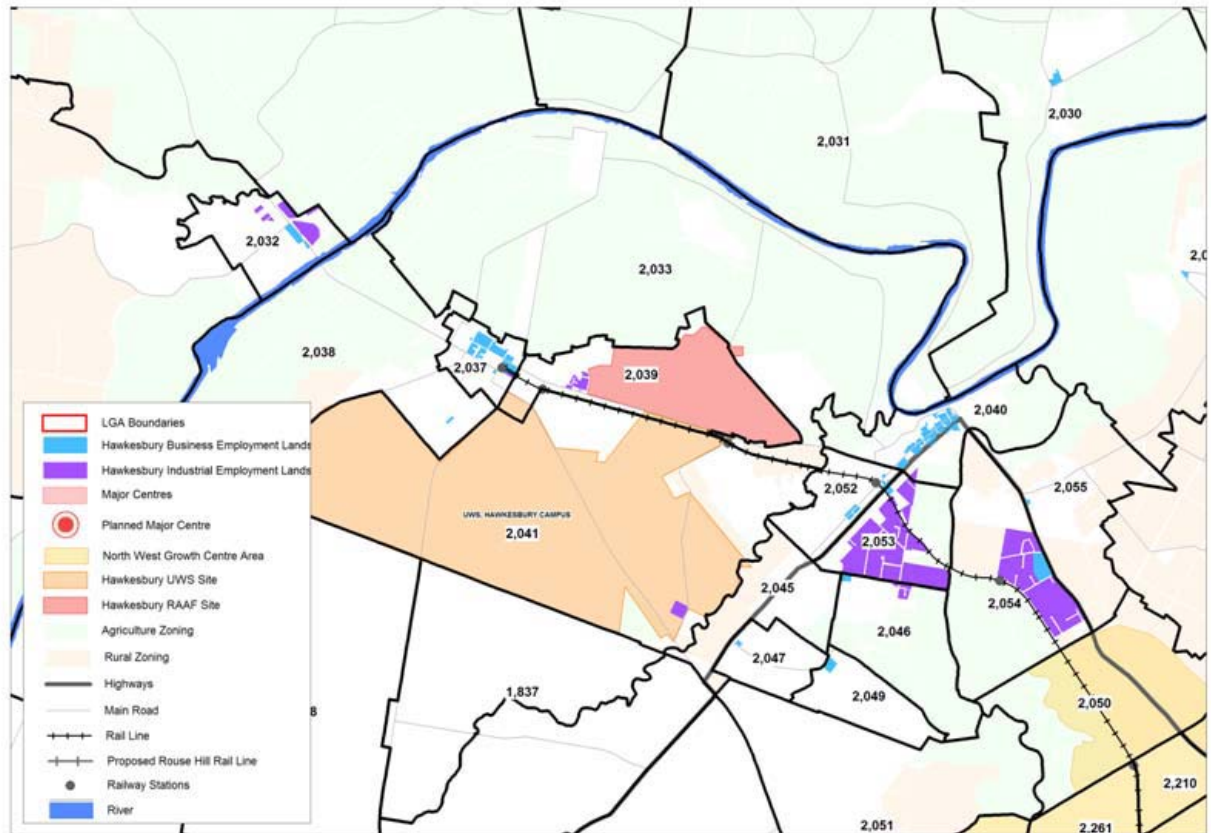 2,030
2,031
2,0
2,032
2,033
2,038
2,037
2,039
2,040
2,052
2,055
UWS. HAWKESBURY CAMPUS
2,041
2,053
2,045
2,054
2,046
2,047
2,049
1,837
8
2,050
2,210
2,051
2,261
LGA Boundaries
Hawkesbury Business Employment Lands
Hawkesbury Industrial Employment Lands
Major Centres
Planned Major Centre
North West Growth Centre Area
Hawkesbury UWS Site
Hawkesbury RAAF Site
Agriculture Zoning
Rural Zoning
Highways
Main Road
Rail Line
Proposed Rouse Hill Rail Line
Railway Stations
River